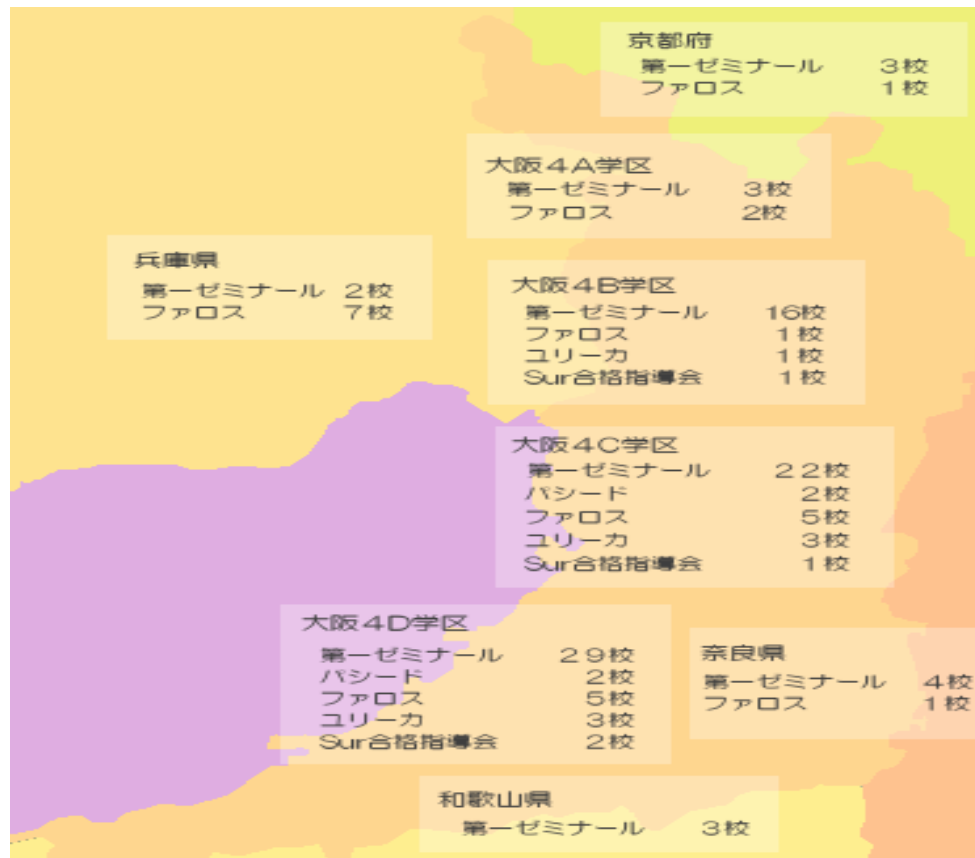 京都府
第一ゼミナール 3校
ファロス 1校
大阪4A学区
第一ゼミナール 3校
ファロス 2校
兵庫県
第一ゼミナール 2校
ファロス 7校
大阪4B学区
第一ゼミナール 16校
ファロス 1校
ユリーカ 1校
Sur合格指導会 1校
大阪4C学区
第一ゼミナール 22校
パシード 2校
ファロス 5校
ユリーカ 3校
Sur合格指導会 1校
大阪4D学区
第一ゼミナール 29校
パシード 2校
ファロス 5校
ユリーカ 3校
Sur合格指導会 2校
奈良県
第一ゼミナール 4校
ファロス 1校
和歌山県
第一ゼミナール 3校